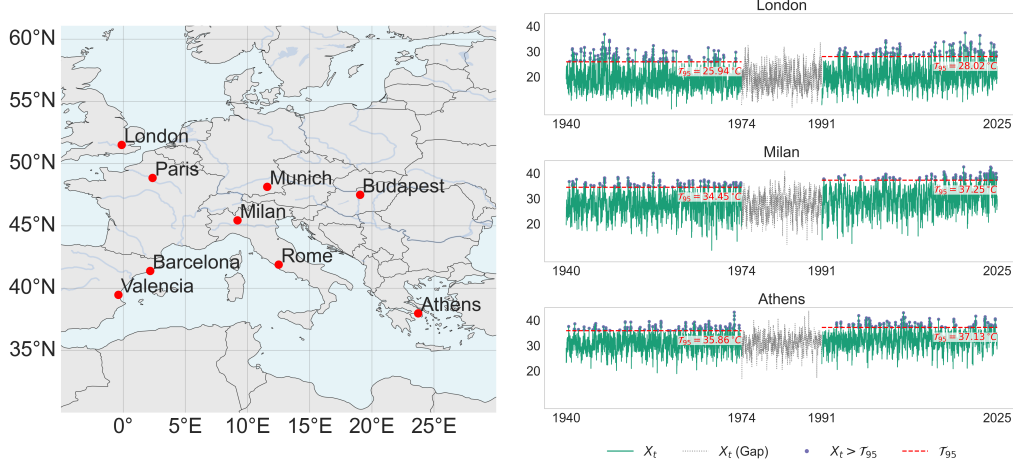 60°N
55°N
50°N
45°N
40°N
35°N
0°
5°E
10°E
15°E
20°E
25°E
London
Paris
Munich
Budapest
Milan
Rome
Barcelona
Valencia
Athens
London
40
30
20
T₉₅ = 25.94 °C
T₉₅ = 28.02 °C
1940
1974
1991
2025
Milan
40
30
20
T₉₅ = 34.45 °C
T₉₅ = 37.25 °C
1940
1974
1991
2025
Athens
40
30
20
T₉₅ = 35.86 °C
T₉₅ = 37.13 °C
1940
1974
1991
2025
Xₜ
Xₜ (Gap)
Xₜ > T₉₅
T₉₅